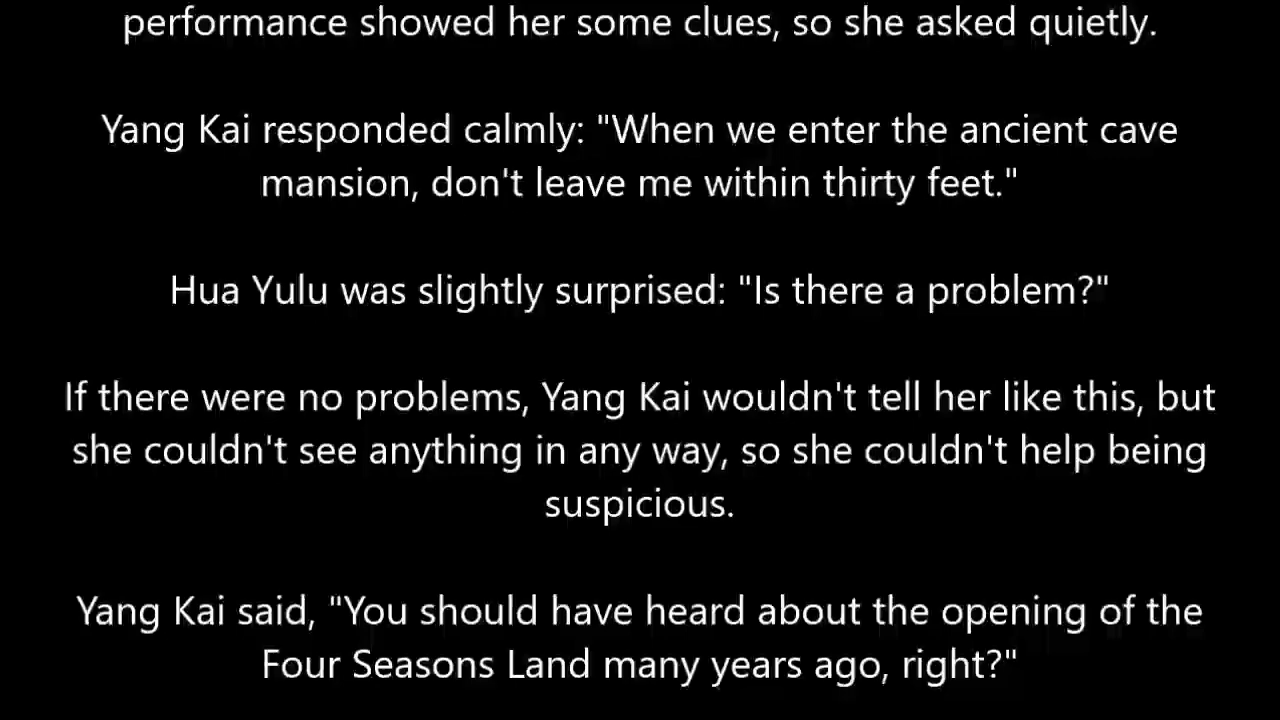 performance showed her some clues, so she asked quietly.
Yang Kai responded calmly: "When we enter the ancient cave
mansion, don't leave me within thirty feet."
Hua Yulu was slightly surprised: "Is there a problem?"
If there were no problems, Yang Kai wouldn't tell her like this, but
she couldn't see anything in any way, so she couldn't help being
suspicious.
Yang Kai said, "You should have heard about the opening of the
Four Seasons Land many years ago, right?"